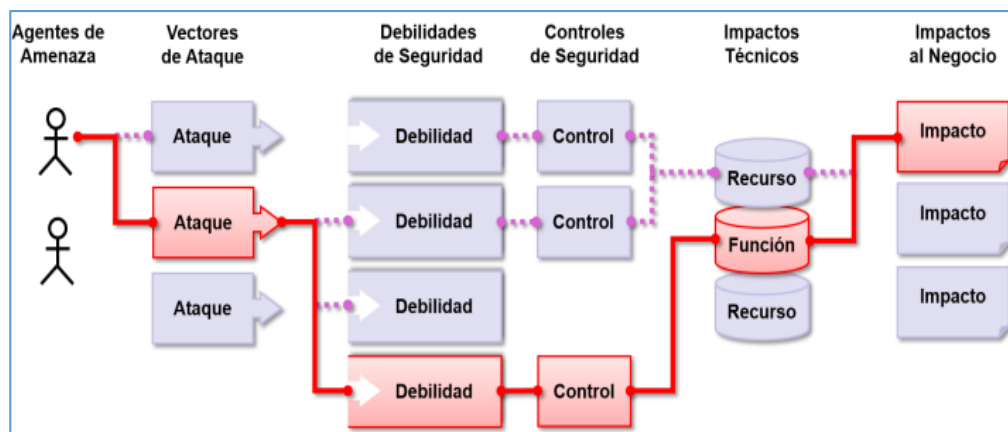 Agentes de
Amenaza
Vectores
de Ataque
Debilidades
de Seguridad
Controles
de Seguridad
Impactos
Técnicos
Impactos
al Negocio
Ataque
Debilidad
Control
Recurso
Impacto
Ataque
Debilidad
Control
Función
Impacto
Ataque
Debilidad
Recurso
Impacto
Debilidad
Control